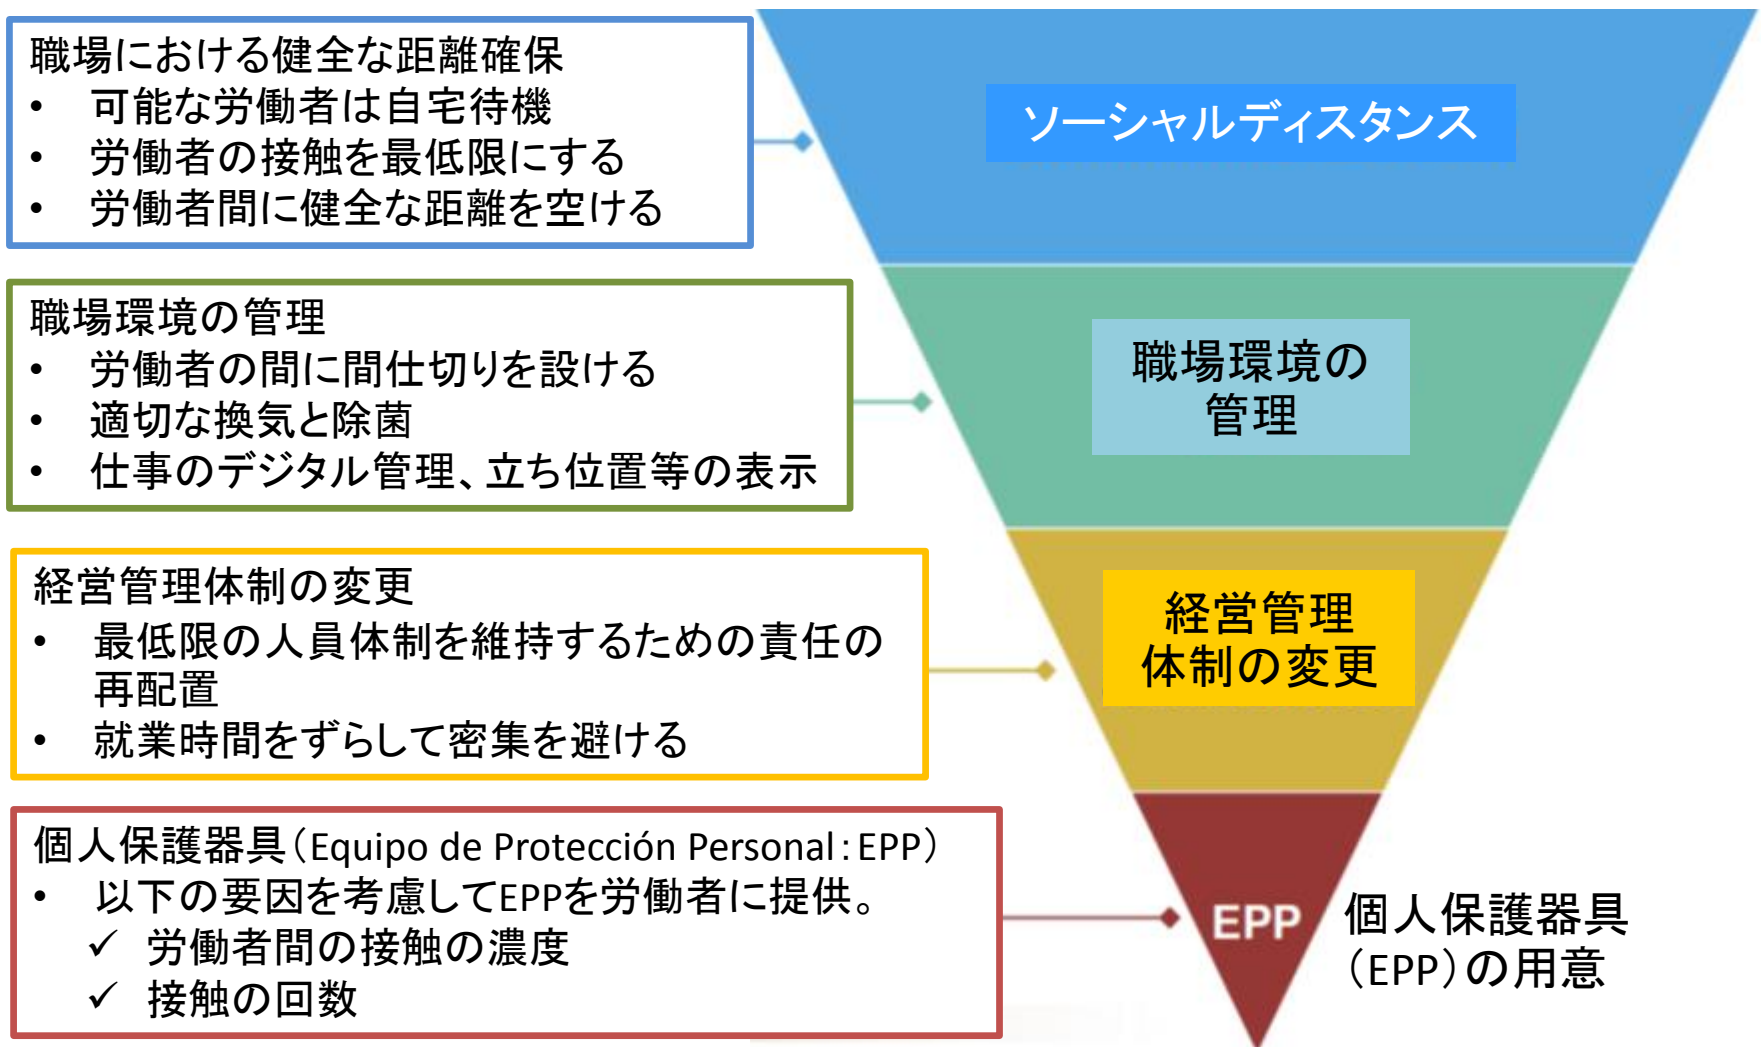 職場における健全な距離確保
• 可能な労働者は自宅待機
• 労働者の接触を最低限にする
• 労働者間に健全な距離を空ける
ソーシャルディスタンス
職場環境の管理
• 労働者の間に間仕切りを設ける
• 適切な換気と除菌
• 仕事のデジタル管理、立ち位置等の表示
職場環境の
管理
経営管理体制の変更
• 最低限の人員体制を維持するための責任の
再配置
• 就業時間をずらして密集を避ける
経営管理
体制の変更
個人保護器具（Equipo de Protección Personal：EPP）
• 以下の要因を考慮してEPPを労働者に提供。
✓ 労働者間の接触の濃度
✓ 接触の回数
EPP
個人保護器具
（EPP）の用意